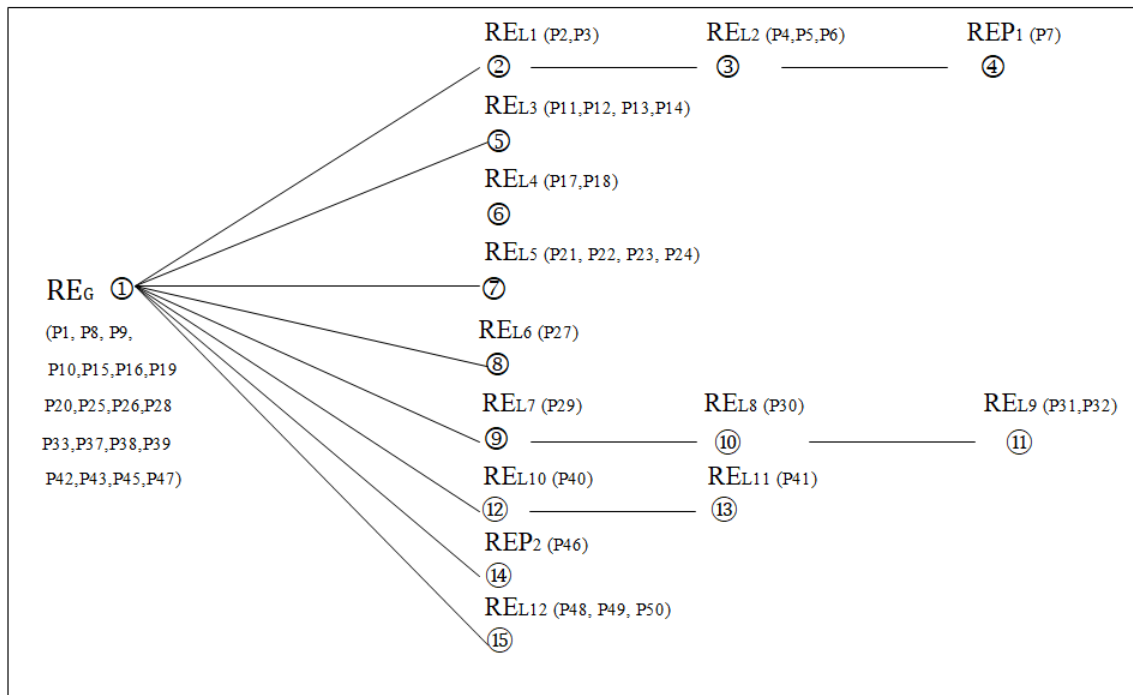 REL1 (P2,P3) REL2 (P4,P5,P6) REP1 (P7)
② ③ ④
REL3 (P11,P12, P13,P14)
⑤
REL4 (P17,P18)
⑥
REL5 (P21, P22, P23, P24)
REG ① ⑦
(P1, P8, P9,
REL6 (P27)
P10,P15,P16,P19
⑧
P20,P25,P26,P28
REL7 (P29) REL8 (P30) REL9 (P31,P32)
P33,P37,P38,P39
⑨ ⑩ ⑪
P42,P43,P45,P47)
REL10 (P40) REL11 (P41)
⑫ ⑬
REP2 (P46)
⑭
REL12 (P48, P49, P50)
⑮